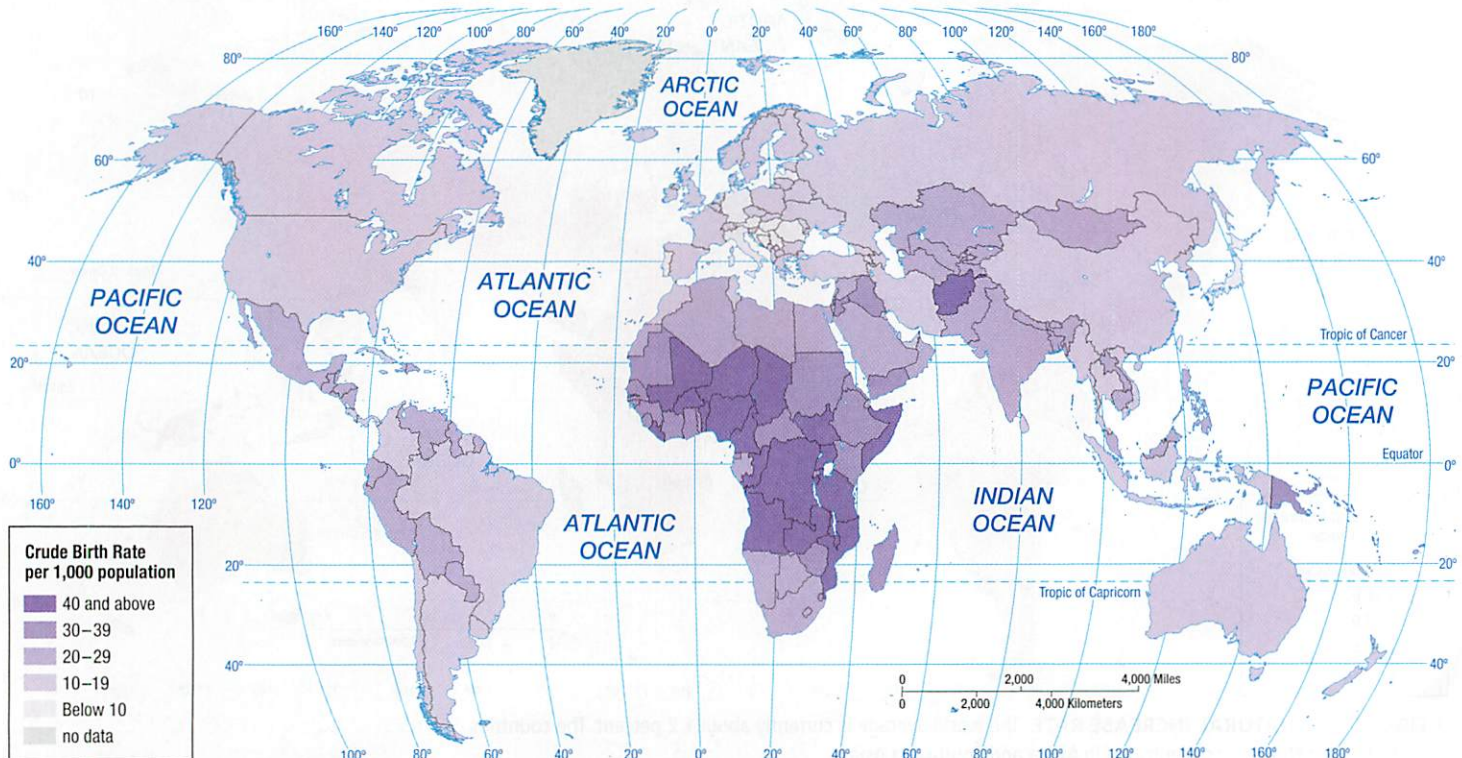 160° 140° 120° 100° 80° 60° 40° 20° 0° 20° 40° 60° 80° 100° 120° 140° 160°
80° 80°
ARCTIC
OCEAN
60° 60°
40° 40°
PACIFIC
OCEAN
ATLANTIC
OCEAN
Tropic of Cancer
20° 20°
PACIFIC
OCEAN
Equator
0° 0°
160° 140° 120°
INDIAN
OCEAN
ATLANTIC
OCEAN
20° 20°
Tropic of Capricorn
40° 40°
Crude Birth Rate
per 1,000 population
40 and above
30–39
20–29
10–19
Below 10
no data
0 2,000 4,000 Miles
0 2,000 4,000 Kilometers
100° 80° 60° 40° 20° 0° 20° 40° 60° 80° 100° 120° 140° 160° 180°